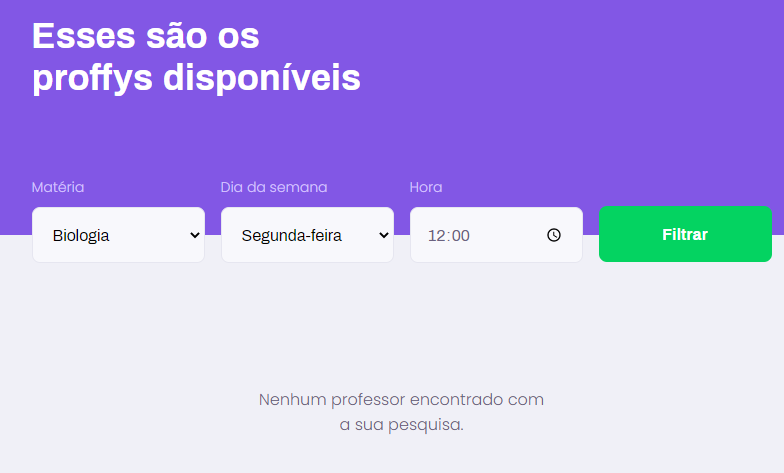 Esses são os
proffys disponíveis
Matéria
Dia da semana
Hora
Biologia
Segunda-feira
12:00
Filtrar
Nenhum professor encontrado com
a sua pesquisa.